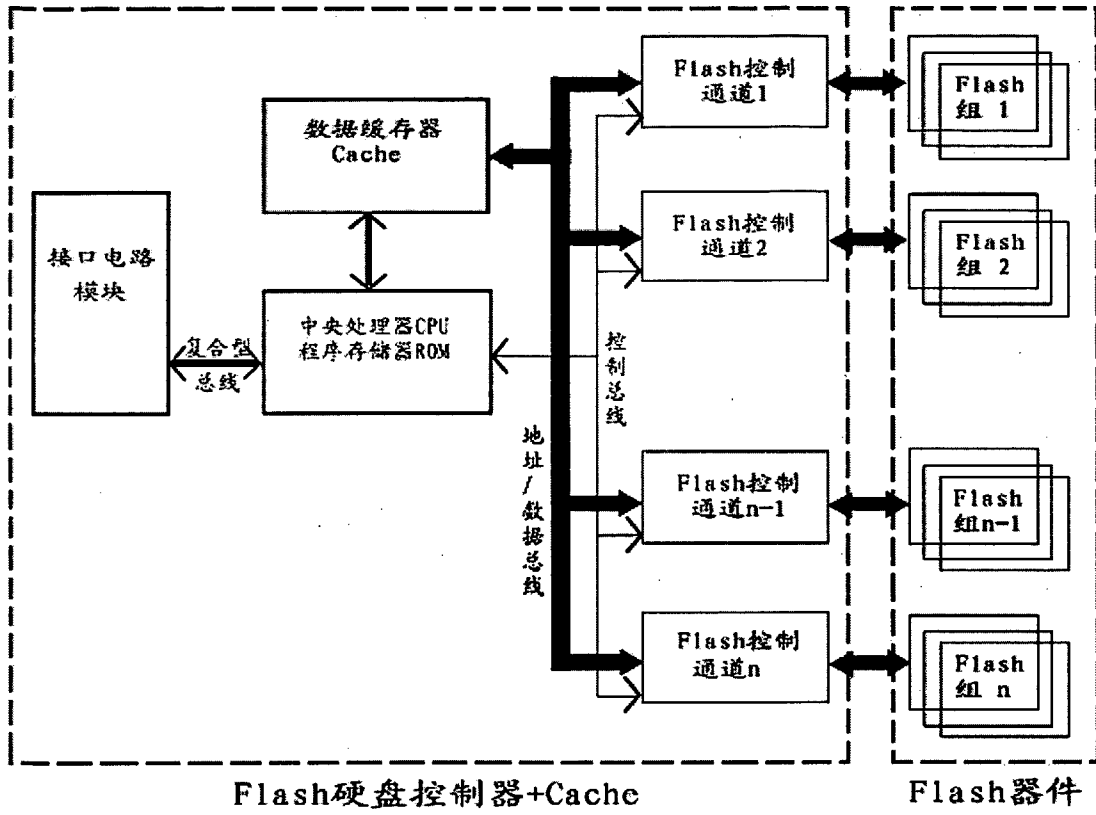 数据缓存器
Cache
接口电路
模块
复合型
总线
中央处理器CPU
程序存储器ROM
地址/数据总线
控制总线
Flash控制
通道1
Flash控制
通道2
Flash控制
通道n-1
Flash控制
通道n
Flash
组 1
Flash
组 2
Flash
组n-1
Flash
组 n
Flash硬盘控制器+Cache
Flash器件